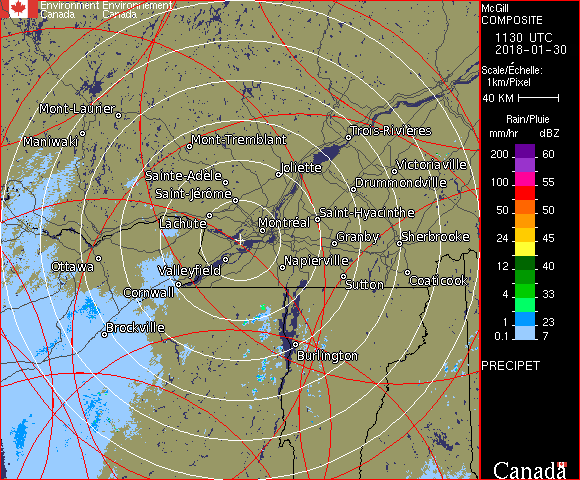 Environment Environnement
Canada Canada
McGill
COMPOSITE
1130 UTC
2018-01-30
Scale/Échelle:
1km/Pixel
40 KM
Rain/Pluie
mm/hr dBZ
200 60
150 55
100 55
50 50
24 45
12 40
4 33
1 23
0.1 7
PRECIPET
Canada
Mont-Laurier
Maniwaki
Mont-Tremblant
Trois-Rivières
Sainte-Adèle
Joliette
Victoriaville
Saint-Jérôme
Drummondville
Lachute
Montréal
Saint-Hyacinthe
Granby
Sherbrooke
Ottawa
Valleyfield
Napierville
Cornwall
Sutton
Coaticook
Brockville
Burlington